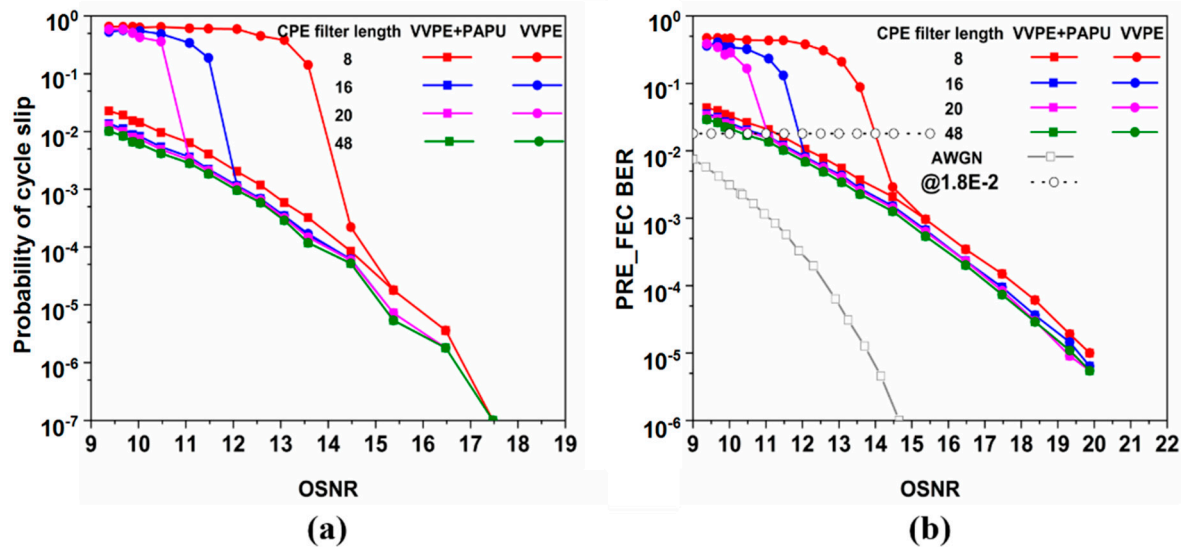 CPE filter length VVPE+PAPU VVPE
8
16
20
48
Probability of cycle slip
10^0
10^-1
10^-2
10^-3
10^-4
10^-5
10^-6
10^-7
9 10 11 12 13 14 15 16 17 18 19
OSNR
(a)
CPE filter length VVPE+PAPU VVPE
8
16
20
48
AWGN
@1.8E-2
PRE_FEC BER
10^0
10^-1
10^-2
10^-3
10^-4
10^-5
10^-6
9 10 11 12 13 14 15 16 17 18 19 20 21 22
OSNR
(b)